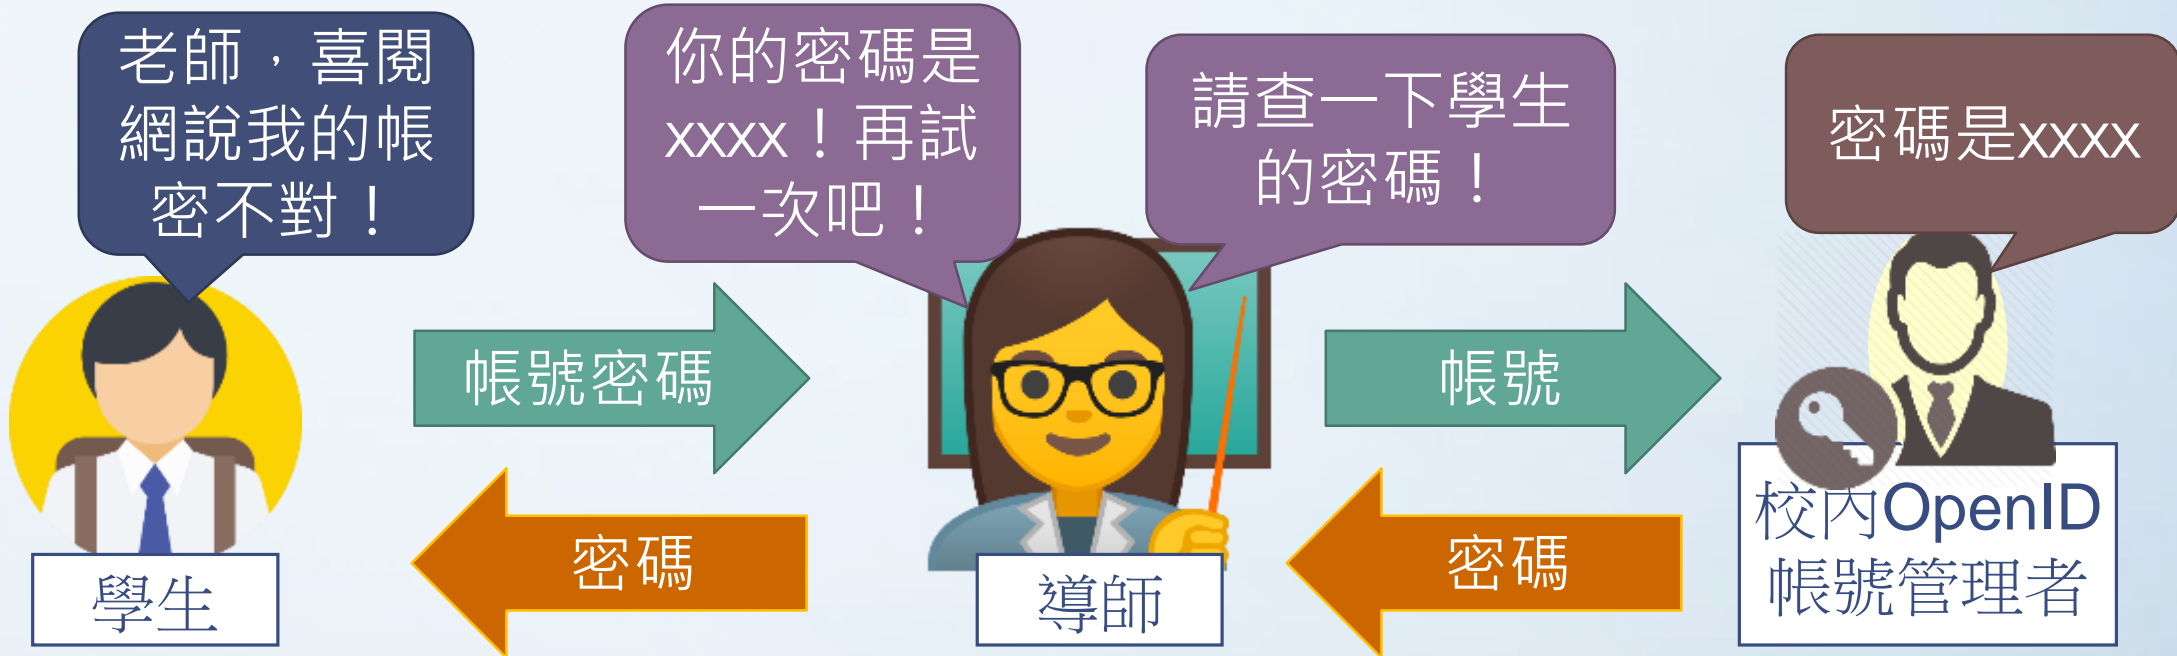 老師，喜閱
網說我的帳
密不對！
你的密碼是
xxxx！再試
一次吧！
請查一下學生
的密碼！
密碼是xxxx
帳號密碼
帳號
密碼
密碼
學生
導師
校內OpenID
帳號管理者